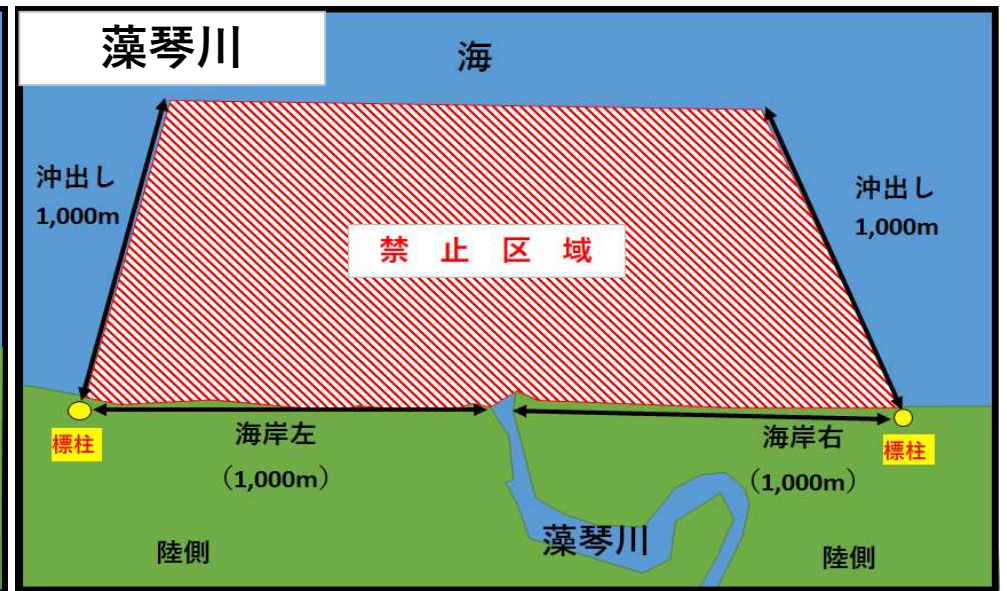 藻琴川
海
沖出し
1,000m
沖出し
1,000m
禁 止 区 域
標柱
海岸左
（1,000m）
海岸右
（1,000m）
標柱
藻琴川
陸側
陸側